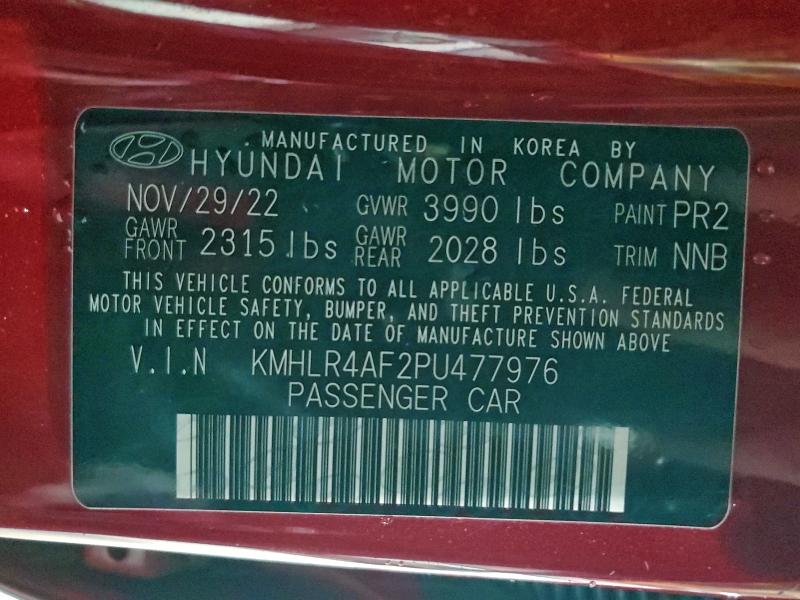 MANUFACTURED IN KOREA BY
HYUNDAI MOTOR COMPANY
NOV/29/22 GVWR 3990 lbs PAINT PR2
GAWR FRONT 2315 lbs GAWR REAR 2028 lbs TRIM NNB
THIS VEHICLE CONFORMS TO ALL APPLICABLE U.S.A. FEDERAL
MOTOR VEHICLE SAFETY, BUMPER, AND THEFT PREVENTION STANDARDS
IN EFFECT ON THE DATE OF MANUFACTURE SHOWN ABOVE
V.I.N KMHLR4AF2PU477976
PASSENGER CAR